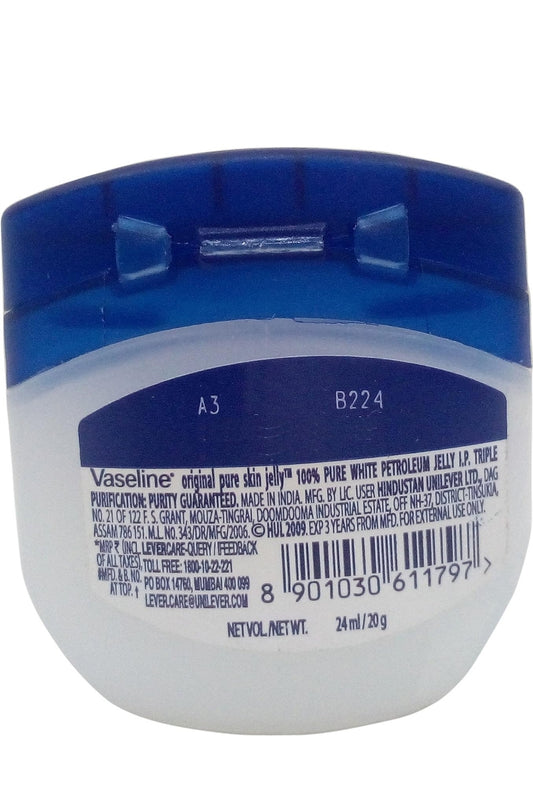 A3 B224
Vaseline® original pure skin jelly™ 100% PURE WHITE PETROLEUM JELLY I.P. TRIPLE
PURIFICATION: PURITY GUARANTEED. MADE IN INDIA. MFG. BY LIC. USER HINDUSTAN UNILEVER LTD., DAG
NO. 21 OF 122 F. S. GRANT, MOUZA-TINGRAI, DOOMDOOMA INDUSTRIAL ESTATE, OFF NH-37, DISTRICT-TINSUKIA,
ASSAM 786 151. M.L. NO. 343/DR/MFG/2006. © HUL 2009. EXP 3 YEARS FROM MFD. FOR EXTERNAL USE ONLY.
*MRP ₹ (INCL. LEVERCARE-QUERY / FEEDBACK
OF ALL TAXES), TOLL FREE: 1800-10-22-221
#MFD. & B. NO. PO BOX 14760, MUMBAI 400 099
AT TOP. ↑ LEVER.CARE@UNILEVER.COM
8 901030 611797 >
NET VOL./NET WT. 24 ml / 20 g